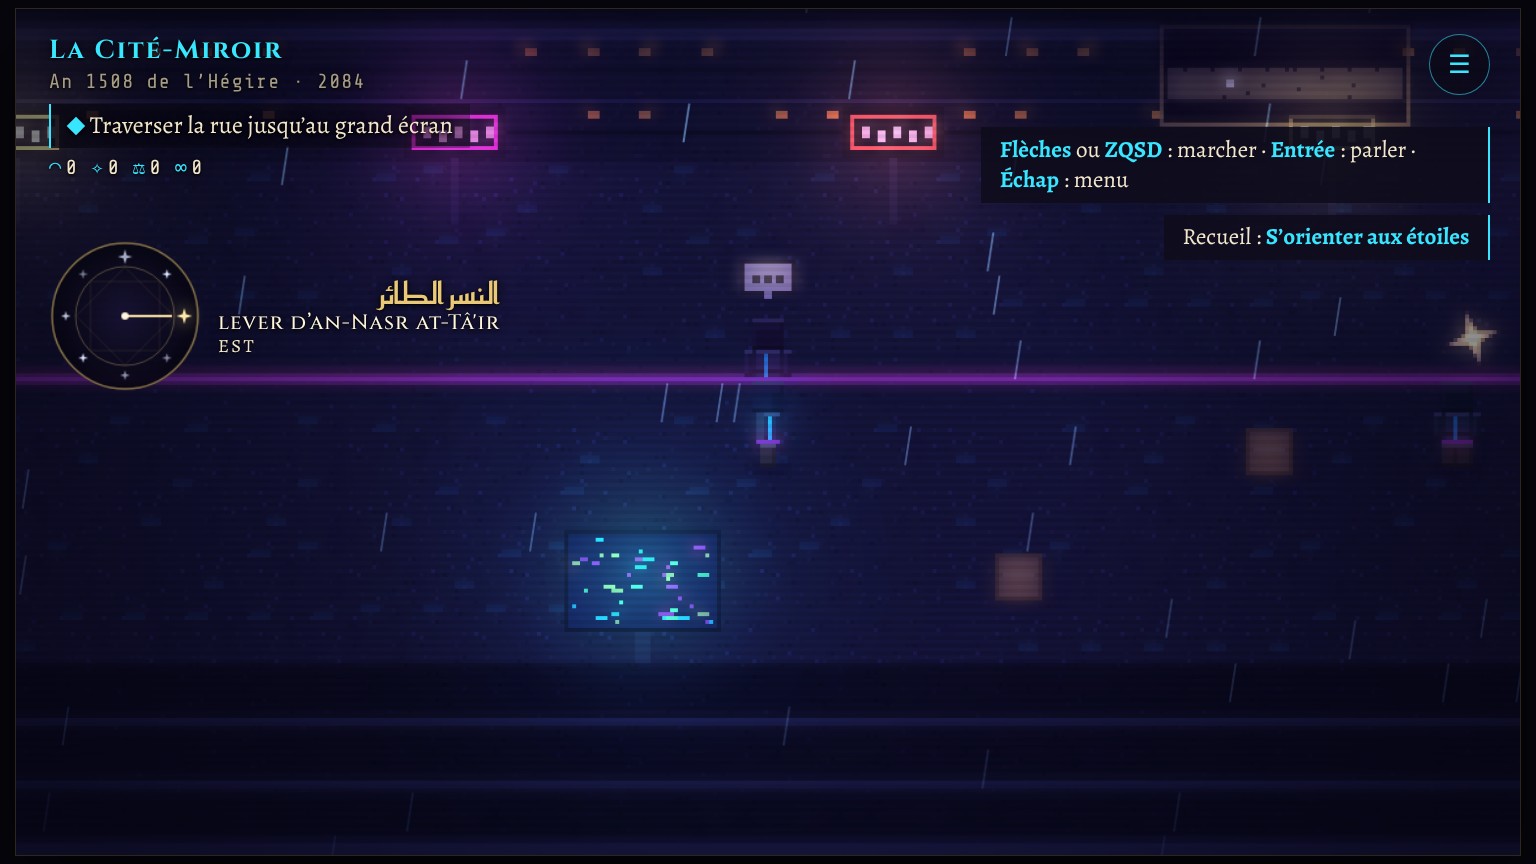 La Cité-Miroir
An 1508 de l’Hégire · 2084
◆ Traverser la rue jusqu’au grand écran
◠0 ✧0 ⚖0 ∞0
☰
Flèches ou ZQSD : marcher · Entrée : parler ·
Échap : menu
Recueil : S’orienter aux étoiles
النسر الطائر
LEVER D’AN-NASR AT-TÂʾIR
EST